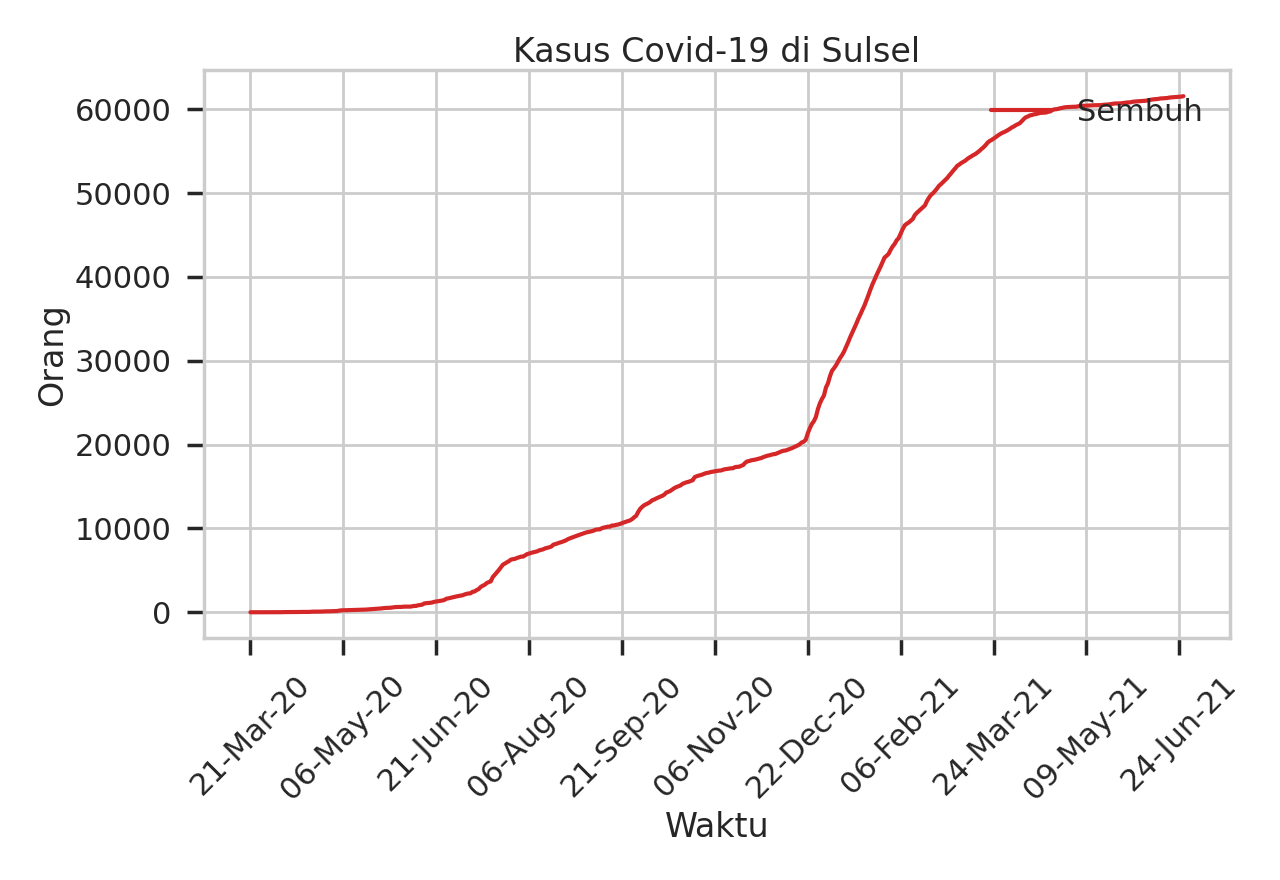 Kasus Covid-19 di Sulsel
60000
50000
40000
30000
20000
10000
0
Orang
Sembuh
21-Mar-20
06-May-20
21-Jun-20
06-Aug-20
21-Sep-20
06-Nov-20
22-Dec-20
06-Feb-21
24-Mar-21
09-May-21
24-Jun-21
Waktu